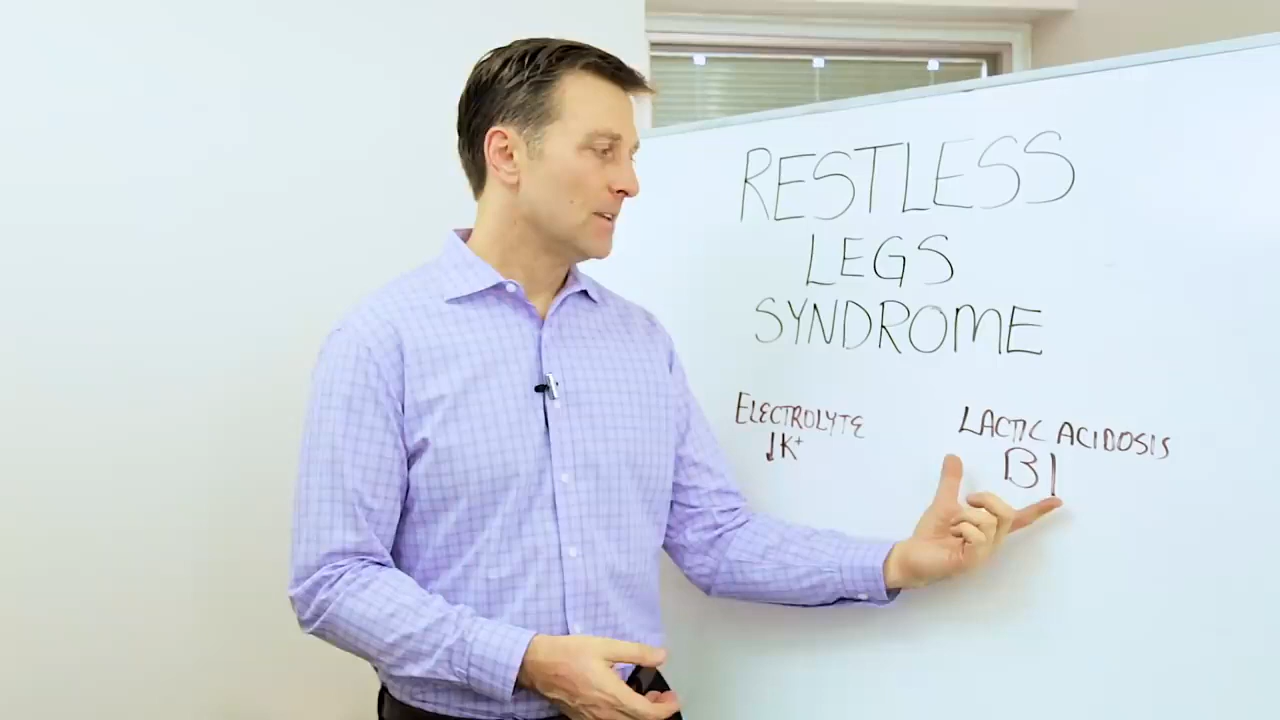 RESTLESS
LEGS
SYNDROME
ELECTROLYTE
↓K⁺
LACTIC ACIDOSIS
B1